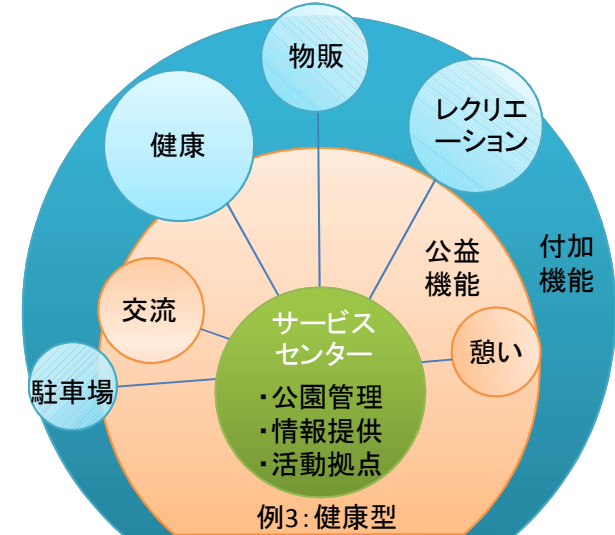 物販
レクリエ
ーション
健康
公益
機能
付加
機能
交流
サービス
センター
憩い
駐車場
・公園管理
・情報提供
・活動拠点
例3：健康型